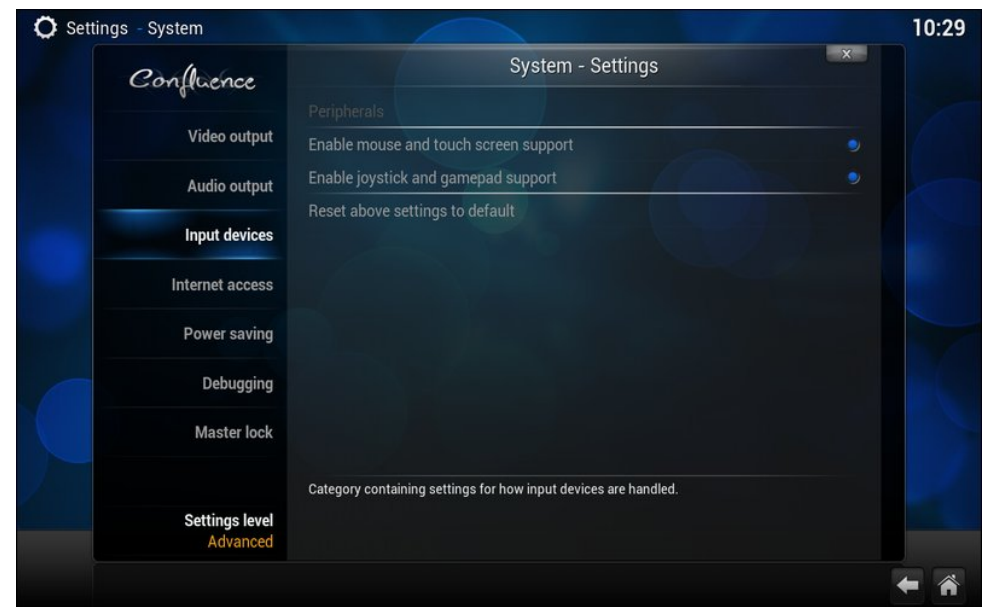 Settings - System
10:29
Confluence
System - Settings
x
Video output
Audio output
Input devices
Internet access
Power saving
Debugging
Master lock
Settings level
Advanced
Peripherals
Enable mouse and touch screen support
Enable joystick and gamepad support
Reset above settings to default
Category containing settings for how input devices are handled.